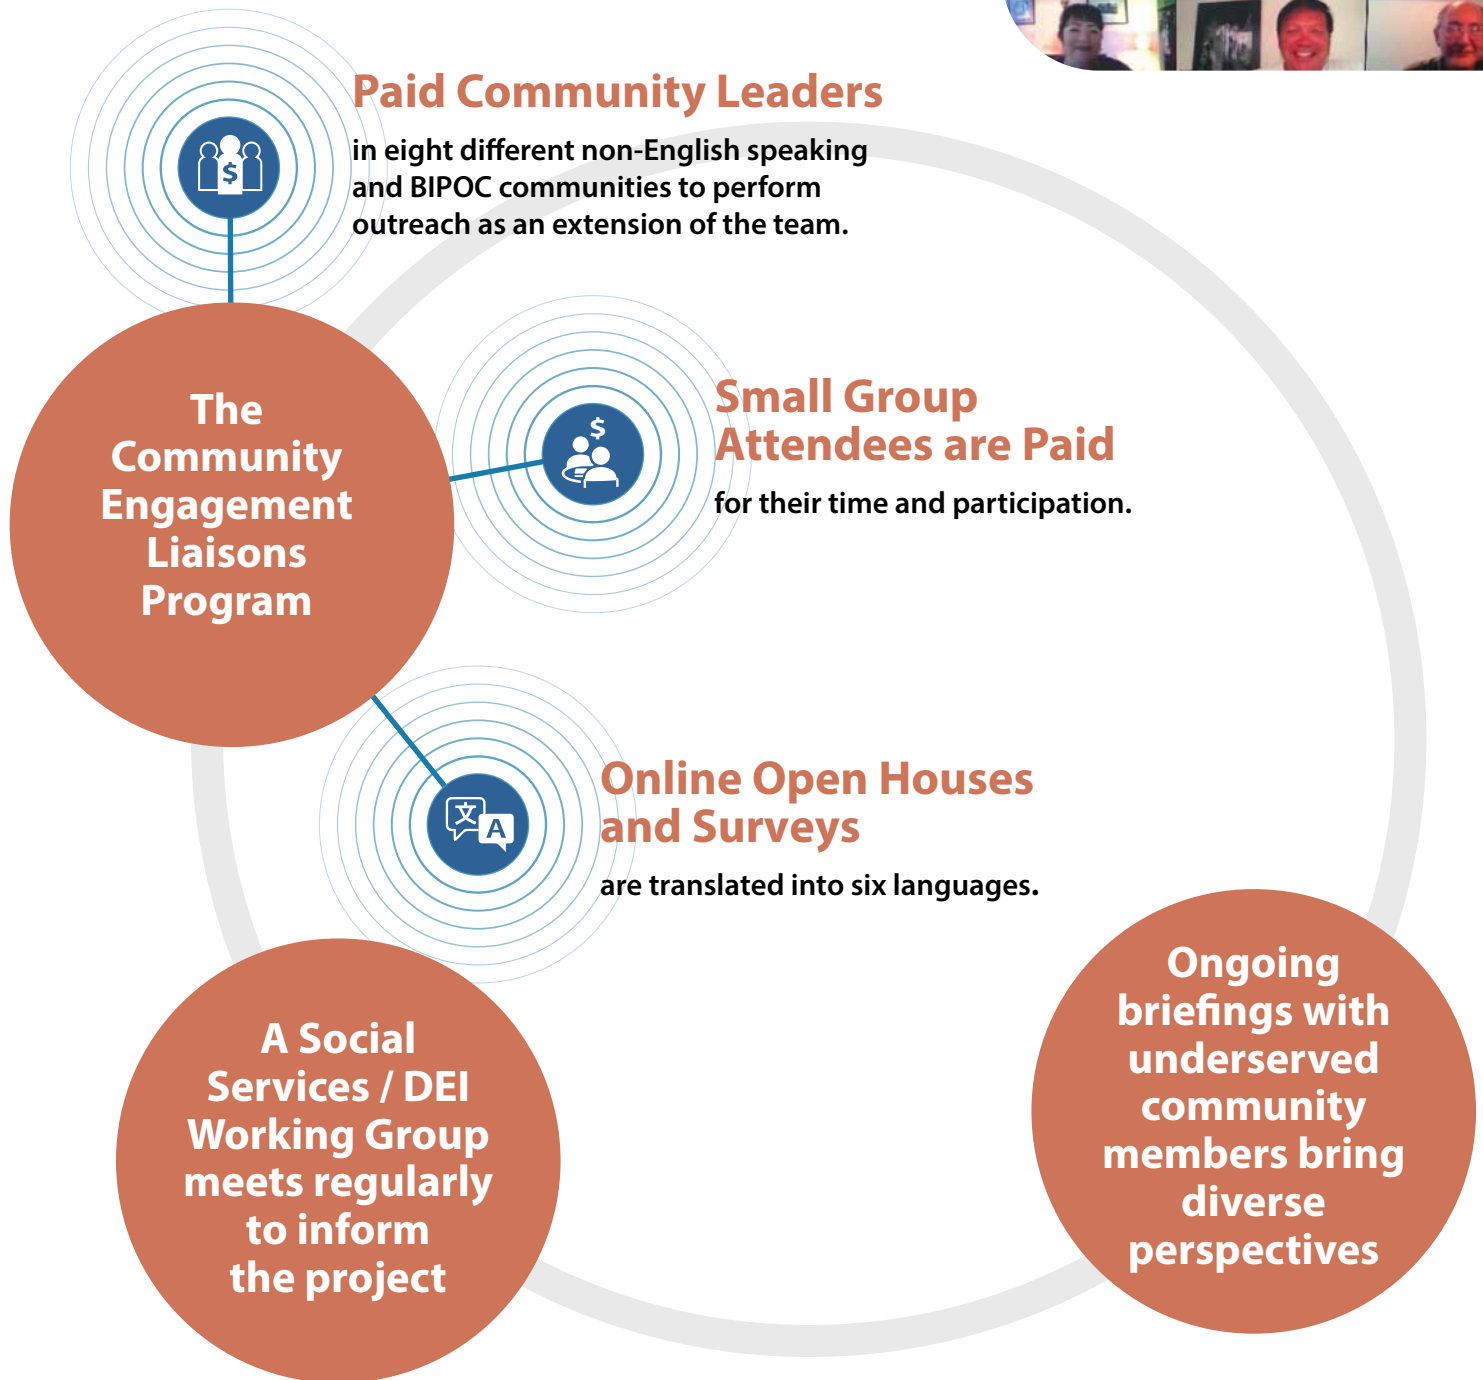 Paid Community Leaders
in eight different non-English speaking
and BIPOC communities to perform
outreach as an extension of the team.
$
The
Community
Engagement
Liaisons
Program
$
Small Group
Attendees are Paid
for their time and participation.
Online Open Houses
and Surveys
are translated into six languages.
文
A
A Social
Services / DEI
Working Group
meets regularly
to inform
the project
Ongoing
briefings with
underserved
community
members bring
diverse
perspectives